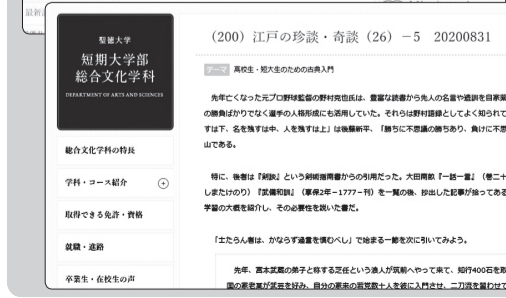 最新
聖徳大学
短期大学部
総合文化学科
DEPARTMENT OF ARTS AND SCIENCES
総合文化学科の特長
学科・コース紹介
取得できる免許・資格
就職・進路
卒業生・在校生の声
(200) 江戸の珍談・奇談 (26) -5 20200831
テーマ 高校生・短大生のための古典入門
先年亡くなった元プロ野球監督の野村克也氏は、豊富な読書から先人の名言や遺訓を自家薬
の勝負ばかりでなく選手の人格形成にも活用していた。それらは野村語録としてよく知られて
すは下、名を残すは中、人を残すは上」は後藤新平、「勝ちに不思議の勝ちあり、負けに不思
山である。
特に、後者は『剣談』という剣術指南書からの引用だった。大田南畝『一話一言』(巻二十
しまたけのり)『武備和訓』(享保2年-1777-刊)を一覧の後、抄出した記事が拾ってある
学習の大概を紹介し、その必要性を説いた書だ。
「士たらん者は、かならず過言を慎むべし」で始まる一節を次に引いてみよう。
先年、宮本武蔵の弟子と称する芝任という浪人が筑前へやって来て、知行400石を取
国の家老嵩が武芸を好み、自分の家来の若党数十人を彼に入門させ、二刀流を習わせて